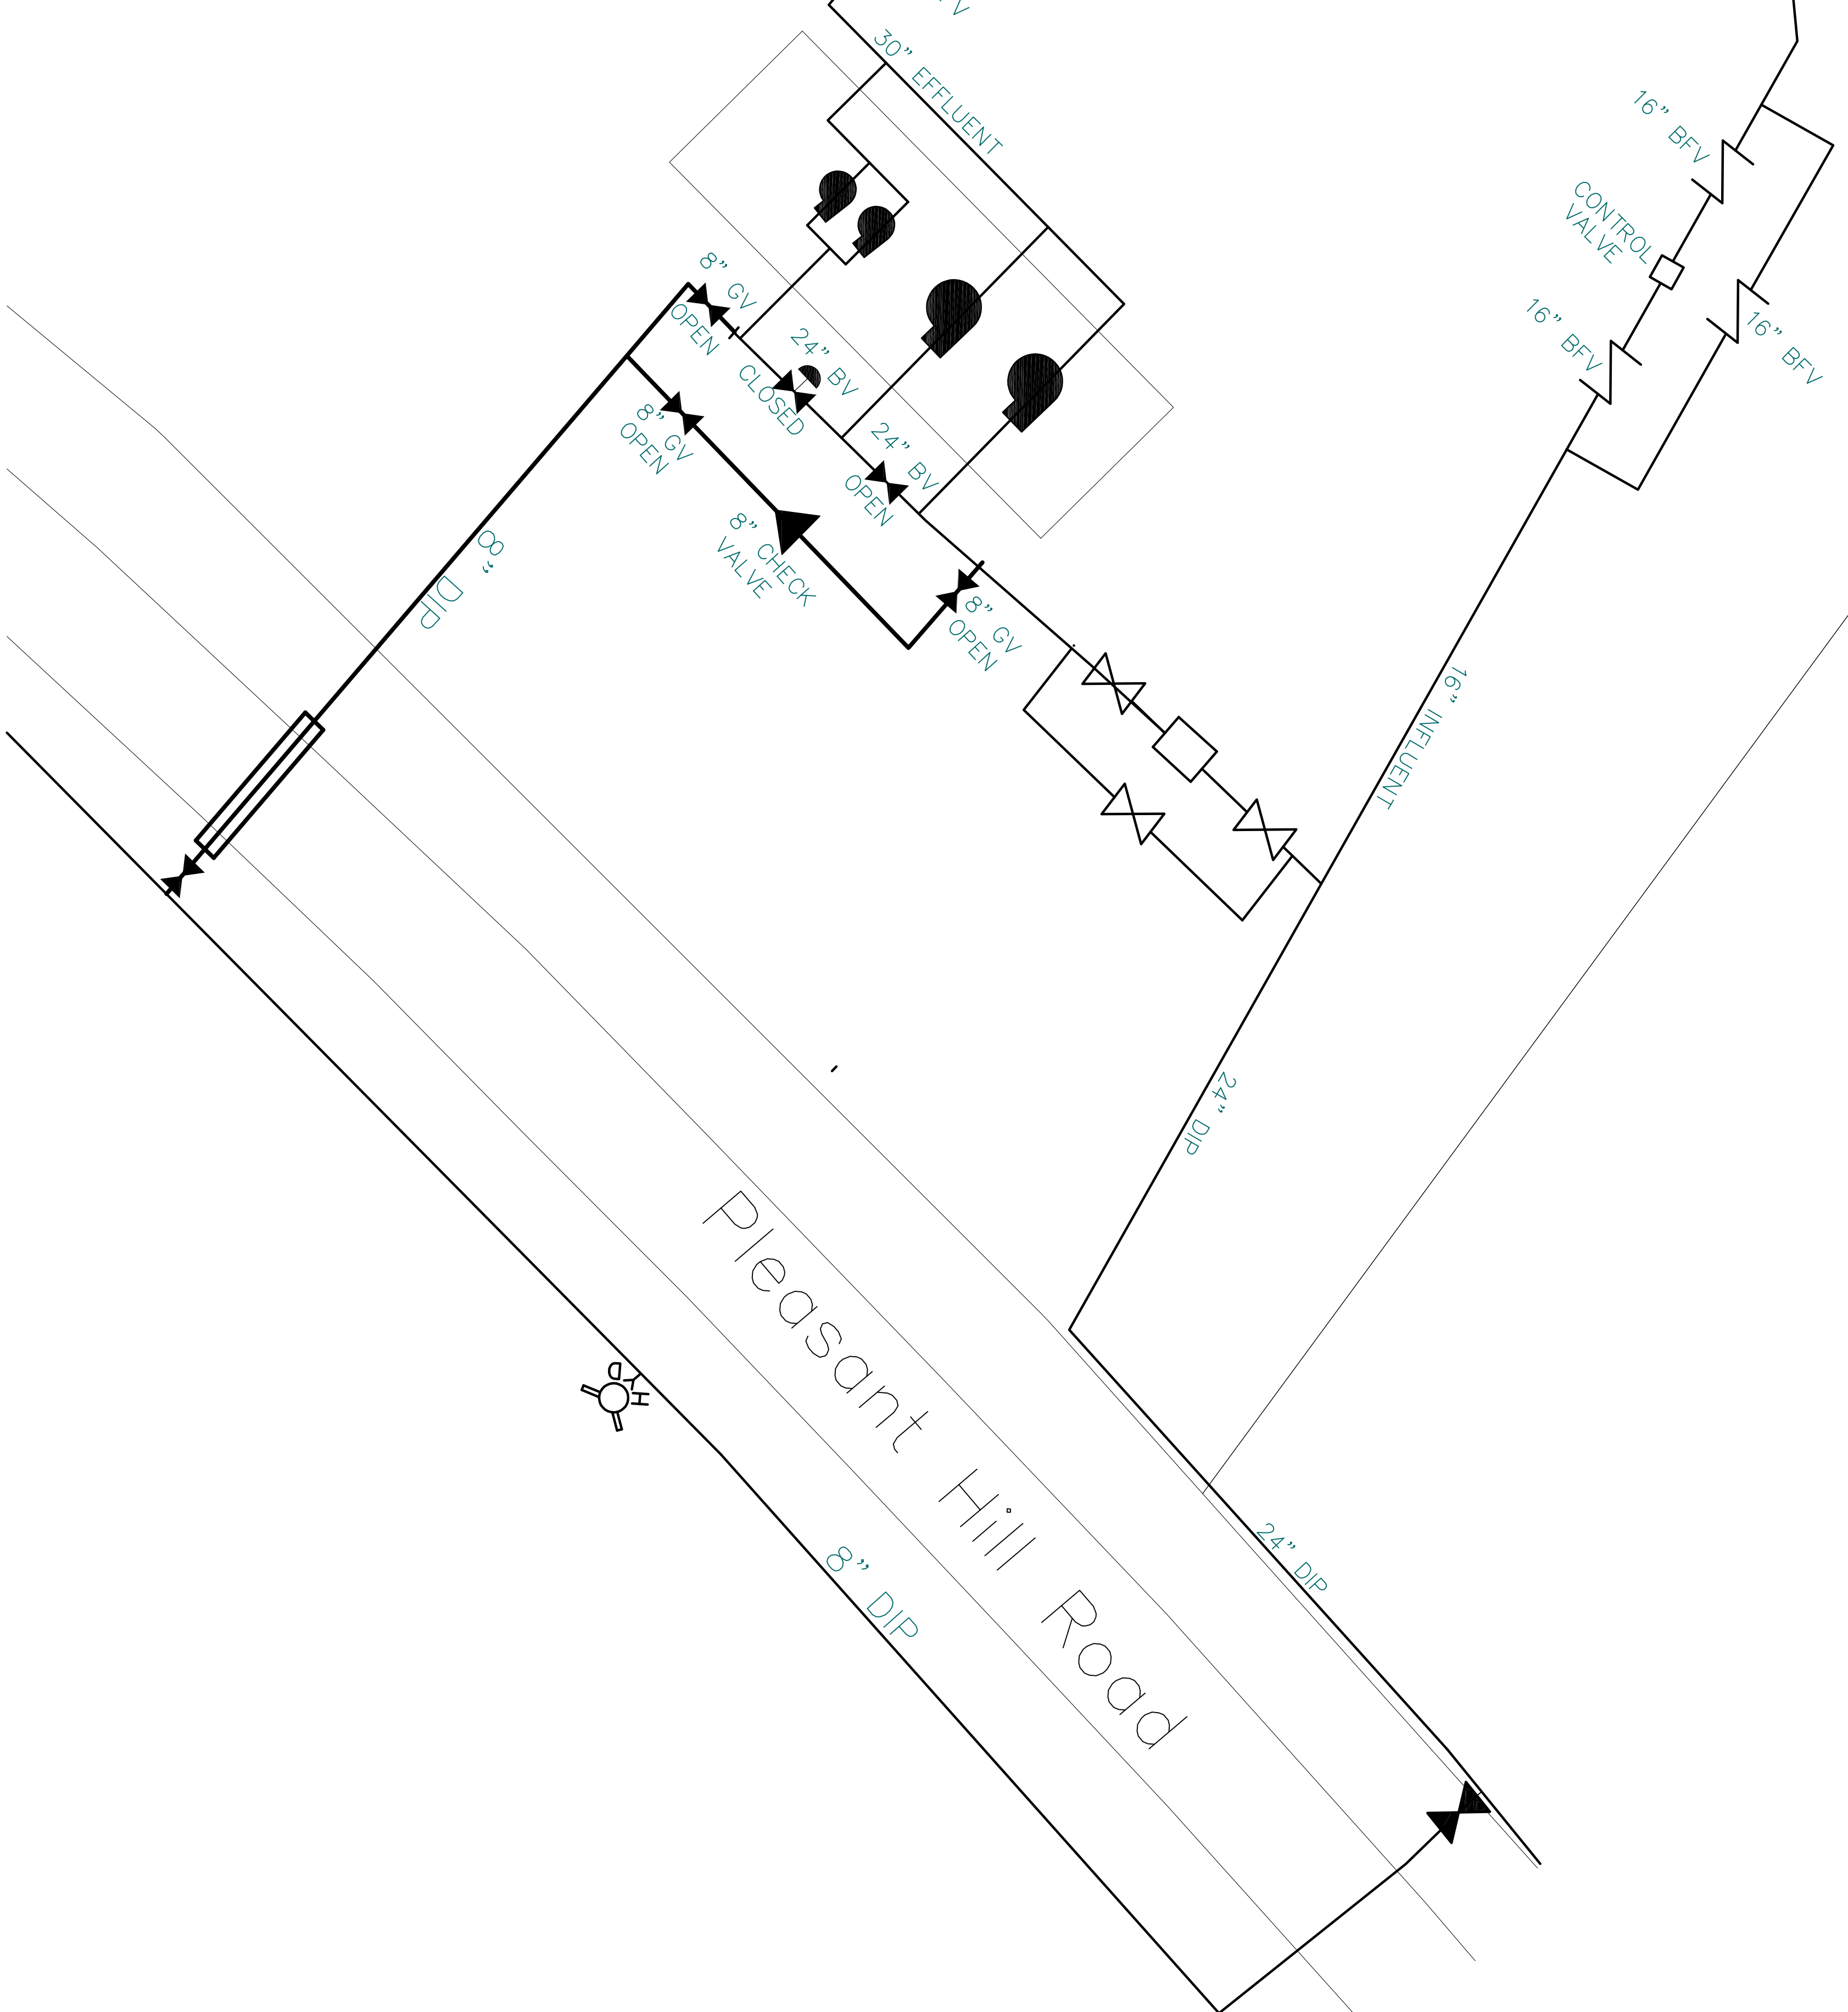 30" EFFLUENT
16" BFV
CONTROL
VALVE
16" BFV
16" BFV
8" GV
OPEN
24" BV
CLOSED
8" GV
OPEN
24" BV
OPEN
8" CHECK
VALVE
8" DIP
8" GV
OPEN
16" INFLUENT
24" DIP
Pleasant Hill Road
HYD
24" DIP
8" DIP